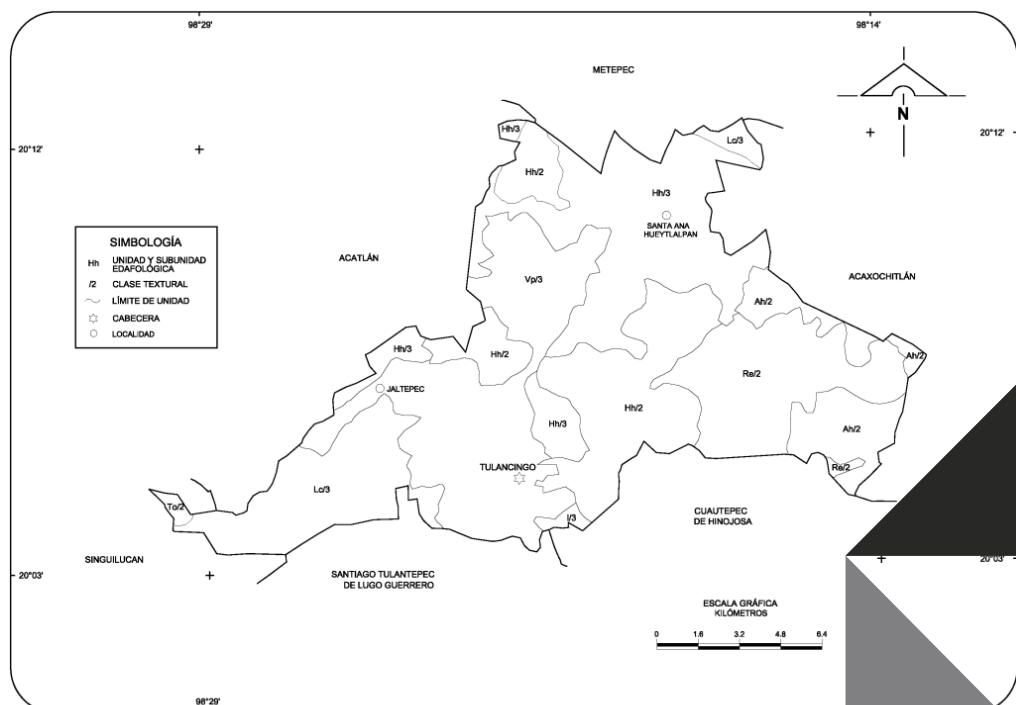 98°29'
98°14'
METEPEC
N
20°12'
20°12'
Hh/3
Lc/3
Hh/2
Hh/3
SANTA ANA
HUEYTLALPAN
SIMBOLOGÍA
Hh UNIDAD Y SUBUNIDAD
EDAFOLÓGICA
/2 CLASE TEXTURAL
LÍMITE DE UNIDAD
CABECERA
LOCALIDAD
ACATLÁN
ACAXOCHITLÁN
Vp/3
Ah/2
Hh/3
Hh/2
Ah/2
Re/2
JALTEPEC
Hh/2
Hh/3
Ah/2
TULANCINGO
Re/2
Lc/3
To/2
I/3
CUAUTEPEC
DE HINOJOSA
SINGUILUCAN
20°03'
20°03'
SANTIAGO TULANTEPEC
DE LUGO GUERRERO
ESCALA GRÁFICA
KILÓMETROS
0 1.6 3.2 4.8 6.4
98°29'